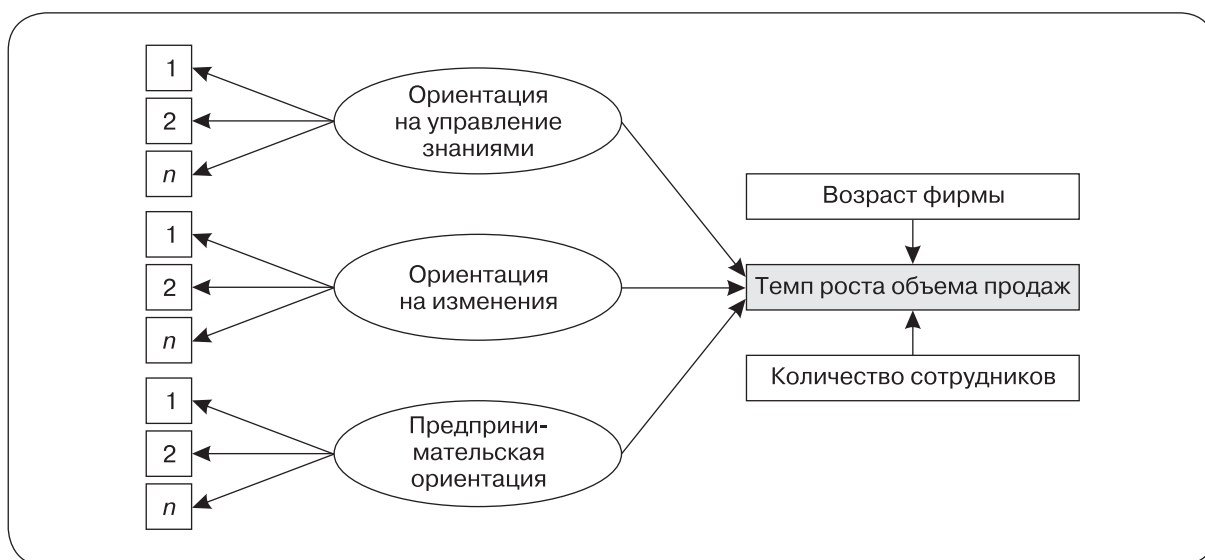 1
2
n
Ориентация
на управление
знаниями
1
2
n
Ориентация
на изменения
1
2
n
Предприни-
мательская
ориентация
Возраст фирмы
Темп роста объема продаж
Количество сотрудников